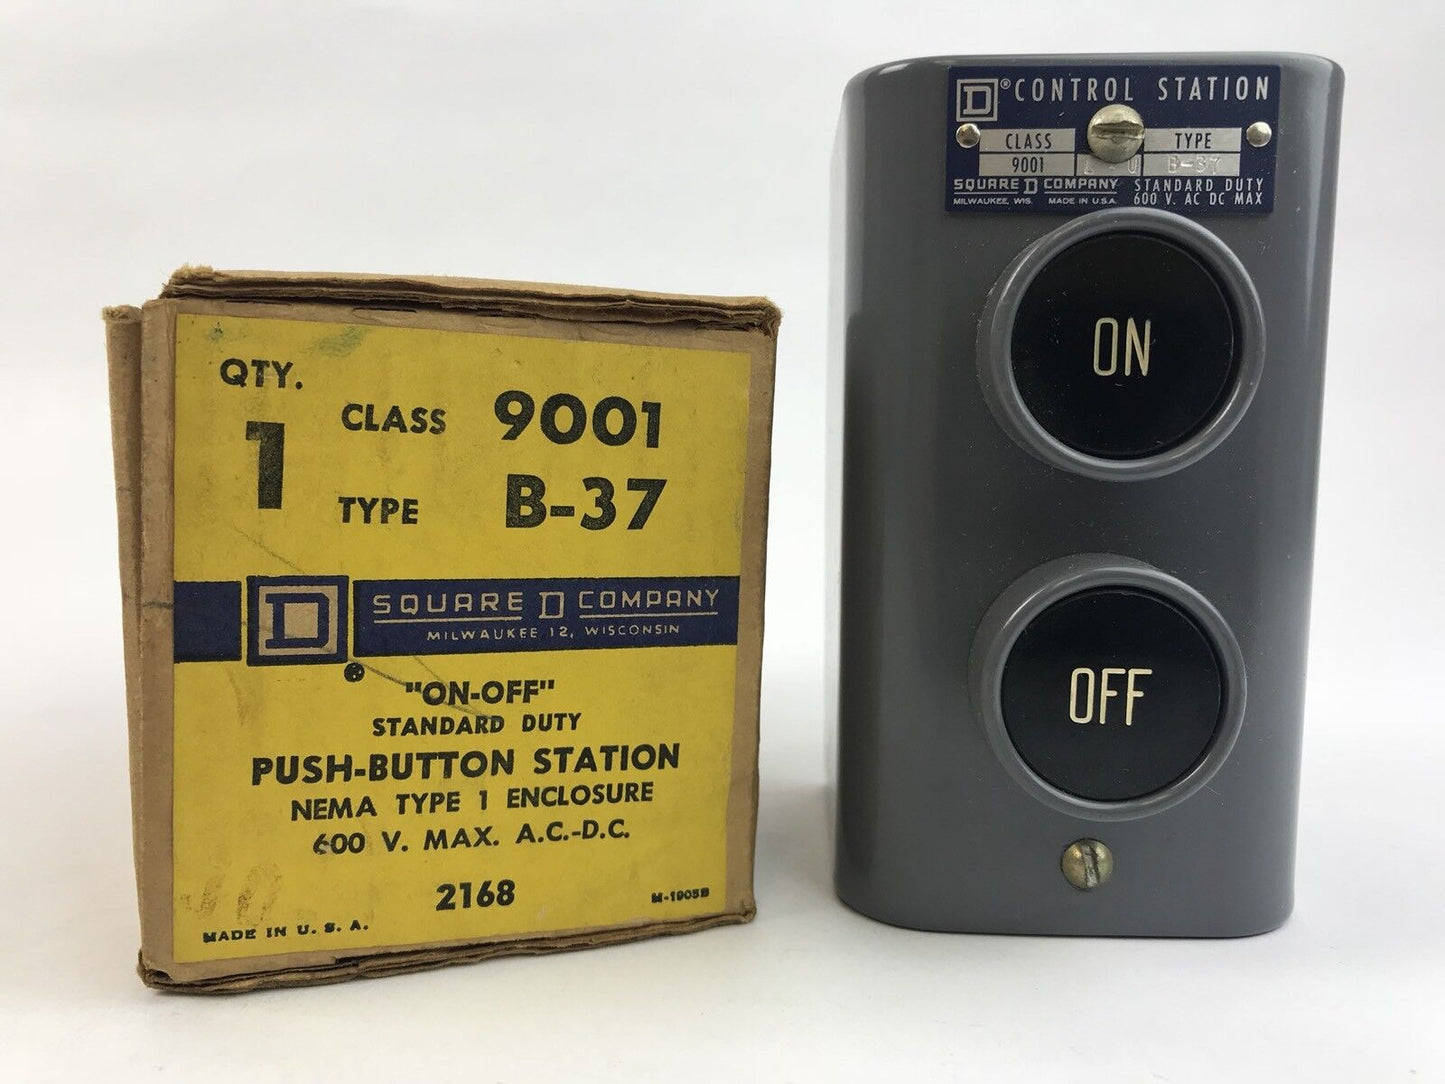 QTY.
1
CLASS 9001
TYPE B-37
D
SQUARE D COMPANY
MILWAUKEE 12, WISCONSIN
®
"ON-OFF"
STANDARD DUTY
PUSH-BUTTON STATION
NEMA TYPE 1 ENCLOSURE
600 V. MAX. A.C.-D.C.
2168
M-1905B
MADE IN U. S. A.
D ® CONTROL STATION
CLASS TYPE
9001 B-37
SQUARE D COMPANY STANDARD DUTY
MILWAUKEE, WIS. MADE IN U.S.A. 600 V. AC DC MAX
ON
OFF